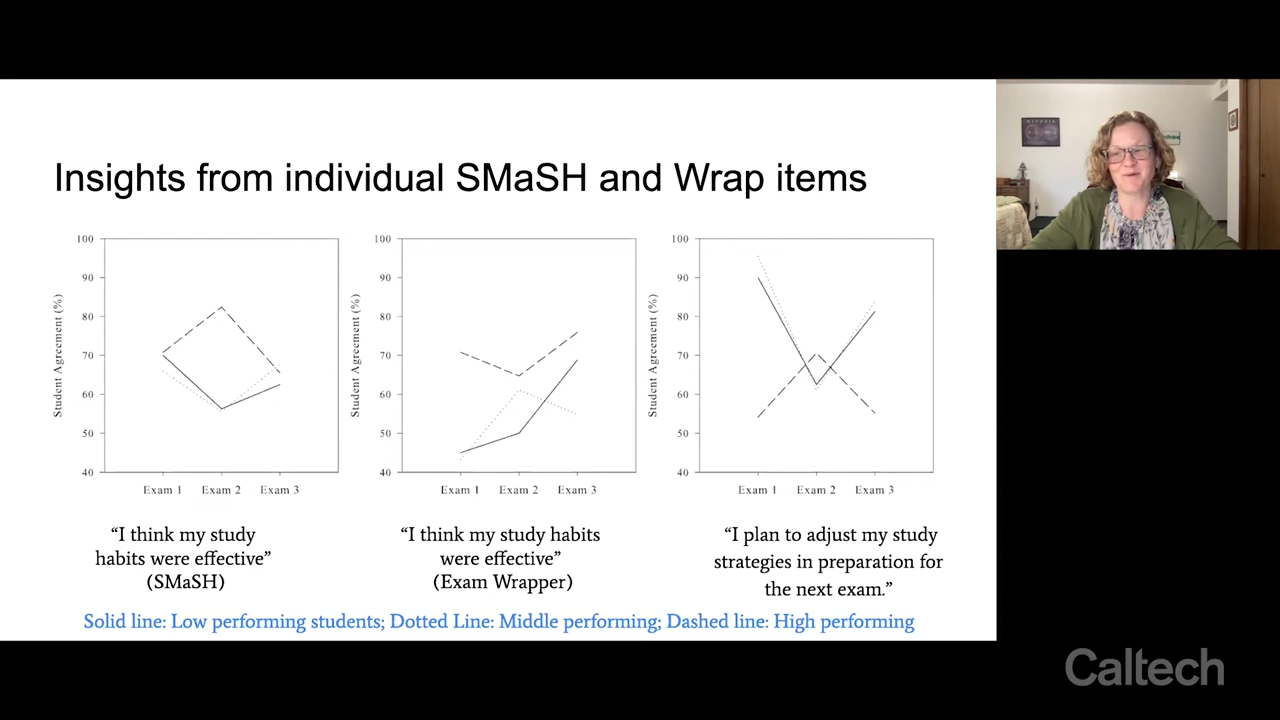 Insights from individual SMaSH and Wrap items
100
90
80
70
60
50
40
Student Agreement (%)
Exam 1 Exam 2 Exam 3
100
90
80
70
60
50
40
Student Agreement (%)
Exam 1 Exam 2 Exam 3
100
90
80
70
60
50
40
Student Agreement (%)
Exam 1 Exam 2 Exam 3
“I think my study
habits were effective”
(SMaSH)
“I think my study habits
were effective”
(Exam Wrapper)
“I plan to adjust my study
strategies in preparation for
the next exam.”
Solid line: Low performing students; Dotted Line: Middle performing; Dashed line: High performing
MITOSIS
Caltech